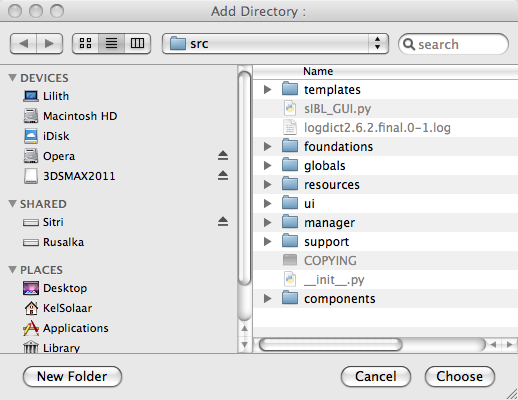 Add Directory :
src
search
DEVICES
Lilith
Macintosh HD
iDisk
Opera
3DSMAX2011
SHARED
Sitri
Rusalka
PLACES
Desktop
KelSolaar
Applications
Library
Name
templates
sIBL_GUI.py
logdict2.6.2.final.0-1.log
foundations
globals
resources
ui
manager
support
COPYING
__init__.py
components
New Folder
Cancel
Choose